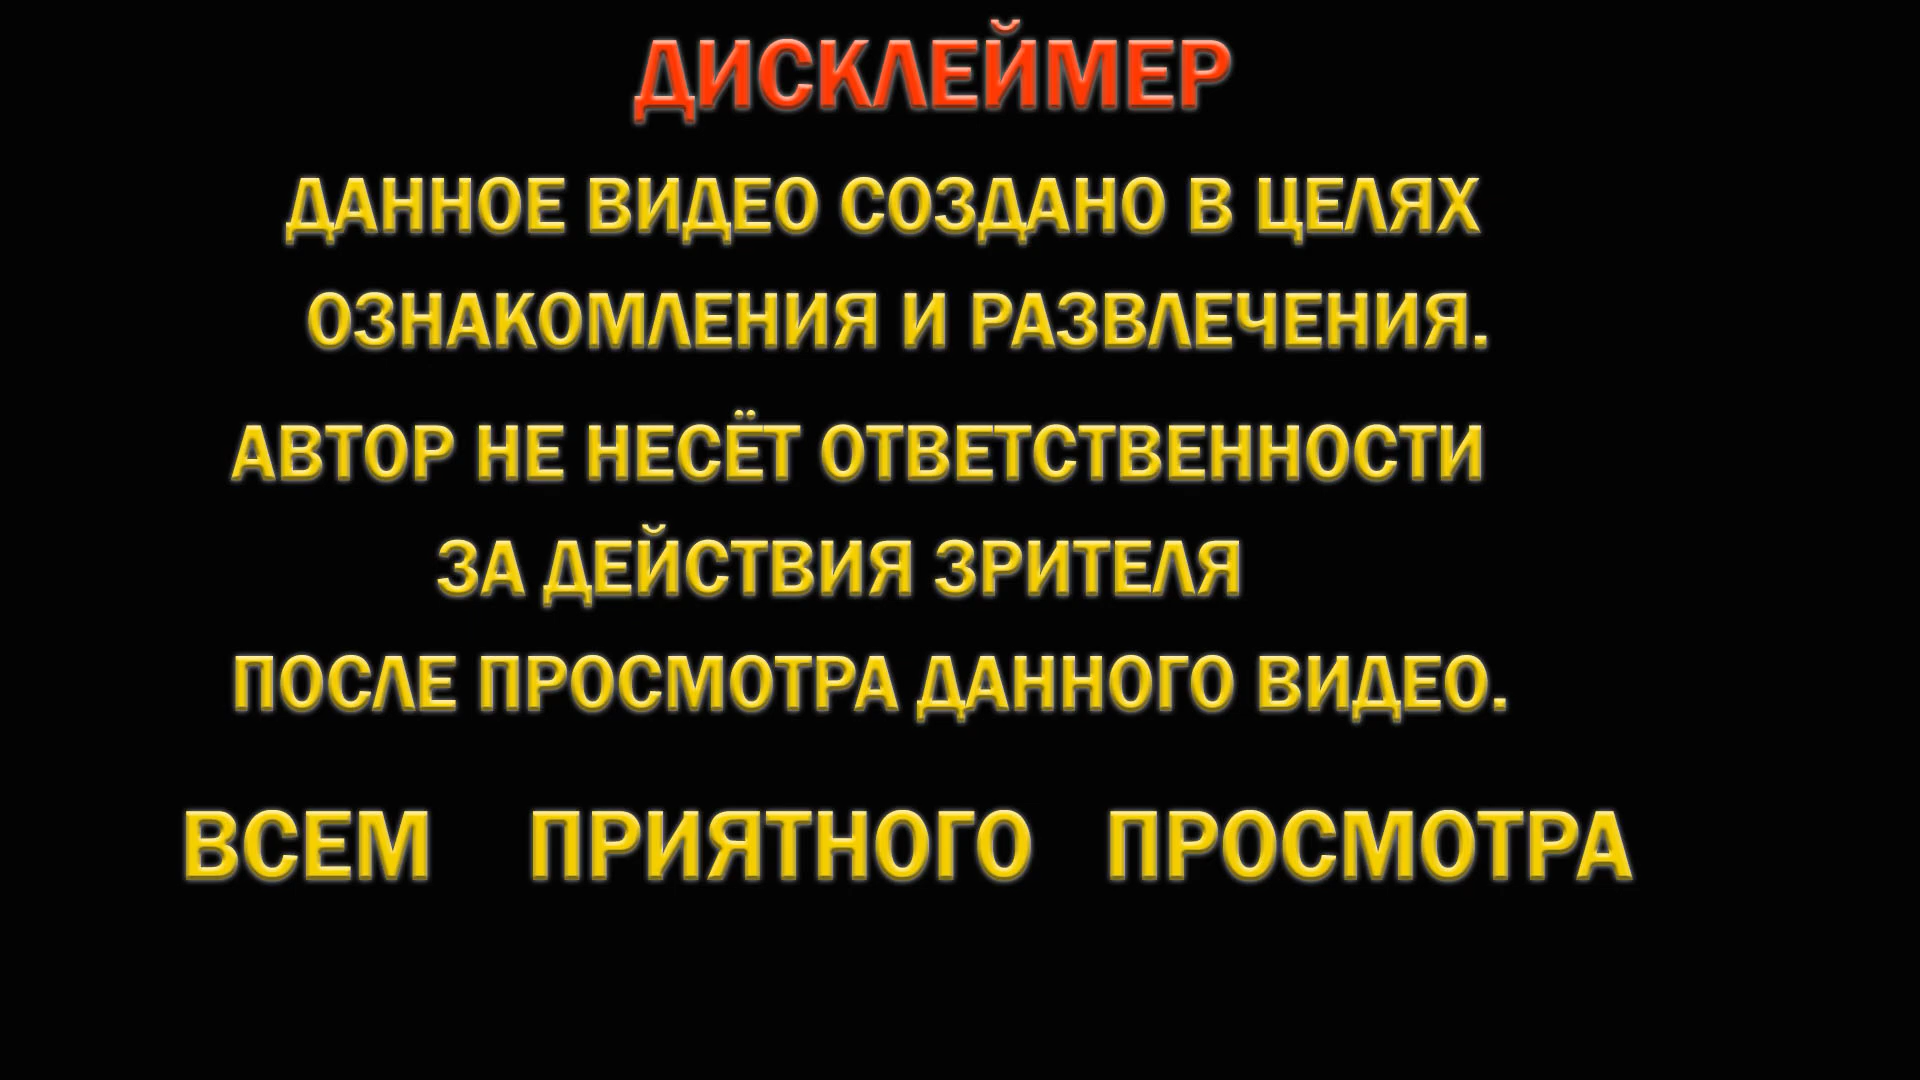 ДИСКЛЕЙМЕР
ДАННОЕ ВИДЕО СОЗДАНО В ЦЕЛЯХ
ОЗНАКОМЛЕНИЯ И РАЗВЛЕЧЕНИЯ.
АВТОР НЕ НЕСЁТ ОТВЕТСТВЕННОСТИ
ЗА ДЕЙСТВИЯ ЗРИТЕЛЯ
ПОСЛЕ ПРОСМОТРА ДАННОГО ВИДЕО.
ВСЕМ ПРИЯТНОГО ПРОСМОТРА